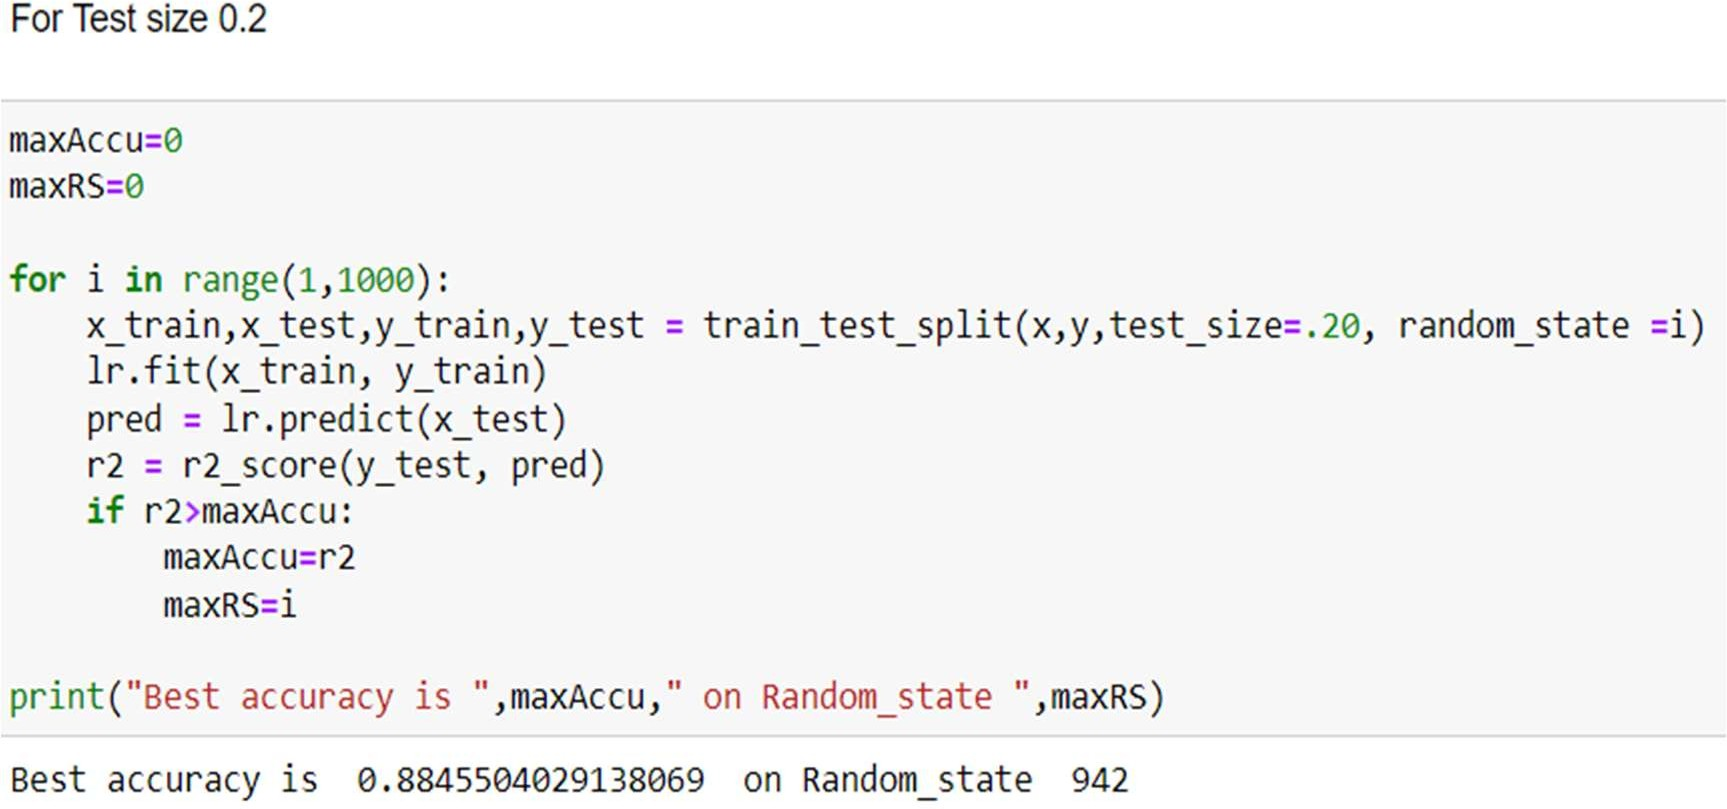 For Test size 0.2
maxAccu=0
maxRS=0
for i in range(1,1000):
    x_train,x_test,y_train,y_test = train_test_split(x,y,test_size=.20, random_state =i)
    lr.fit(x_train, y_train)
    pred = lr.predict(x_test)
    r2 = r2_score(y_test, pred)
    if r2>maxAccu:
        maxAccu=r2
        maxRS=i
print("Best accuracy is ",maxAccu," on Random_state ",maxRS)
Best accuracy is  0.8845504029138069  on Random_state  942